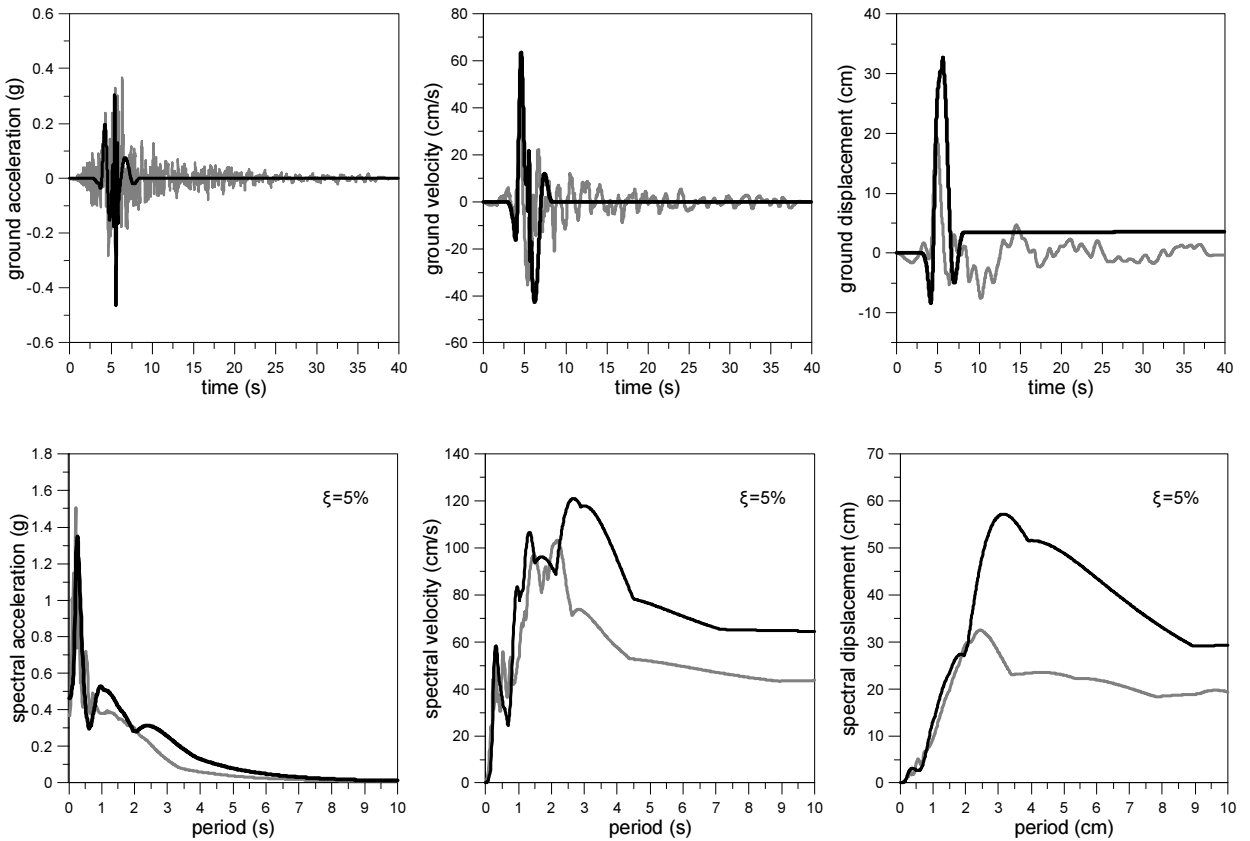 0.6
0.4
0.2
0
-0.2
-0.4
-0.6
ground acceleration (g)
0 5 10 15 20 25 30 35 40
time (s)
80
60
40
20
0
-20
-40
-60
ground velocity (cm/s)
0 5 10 15 20 25 30 35 40
time (s)
40
30
20
10
0
-10
ground displacement (cm)
0 5 10 15 20 25 30 35 40
time (s)
1.8
1.6
1.4
1.2
1
0.8
0.6
0.4
0.2
0
spectral acceleration (g)
ξ=5%
0 1 2 3 4 5 6 7 8 9 10
period (s)
140
120
100
80
60
40
20
0
spectral velocity (cm/s)
ξ=5%
0 1 2 3 4 5 6 7 8 9 10
period (s)
70
60
50
40
30
20
10
0
spectral dipslacement (cm)
ξ=5%
0 1 2 3 4 5 6 7 8 9 10
period (cm)